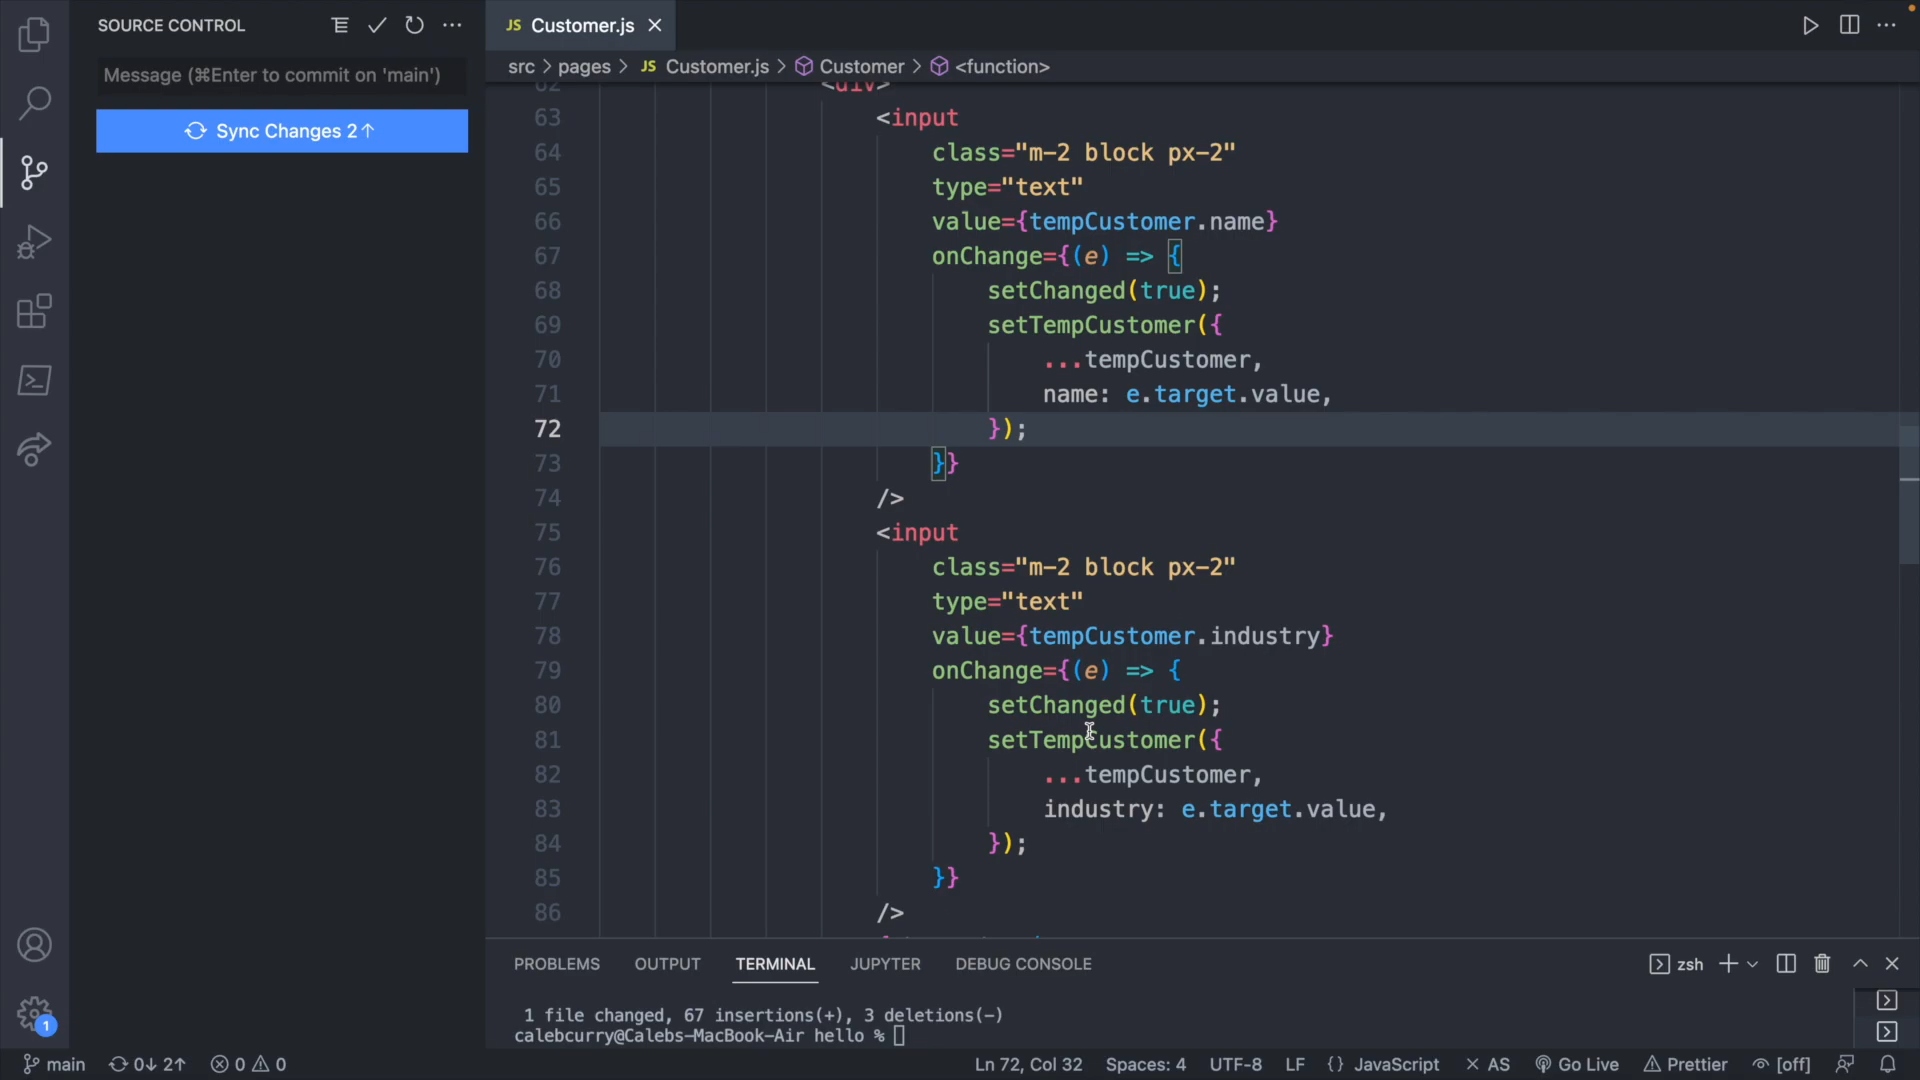 SOURCE CONTROL
Message (⌘Enter to commit on 'main')
Sync Changes 2↑
JS Customer.js
src > pages > JS Customer.js > Customer > <function>
62 <div>
63 <input
64 class="m-2 block px-2"
65 type="text"
66 value={tempCustomer.name}
67 onChange={(e) => {
68 setChanged(true);
69 setTempCustomer({
70 ...tempCustomer,
71 name: e.target.value,
72 });
73 }}
74 />
75 <input
76 class="m-2 block px-2"
77 type="text"
78 value={tempCustomer.industry}
79 onChange={(e) => {
80 setChanged(true);
81 setTempCustomer({
82 ...tempCustomer,
83 industry: e.target.value,
84 });
85 }}
86 />
PROBLEMS OUTPUT TERMINAL JUPYTER DEBUG CONSOLE zsh
1 file changed, 67 insertions(+), 3 deletions(-)
calebcurry@Calebs-MacBook-Air hello %
1
main 0↓ 2↑ 0 0 Ln 72, Col 32 Spaces: 4 UTF-8 LF {} JavaScript × AS Go Live Prettier [off]